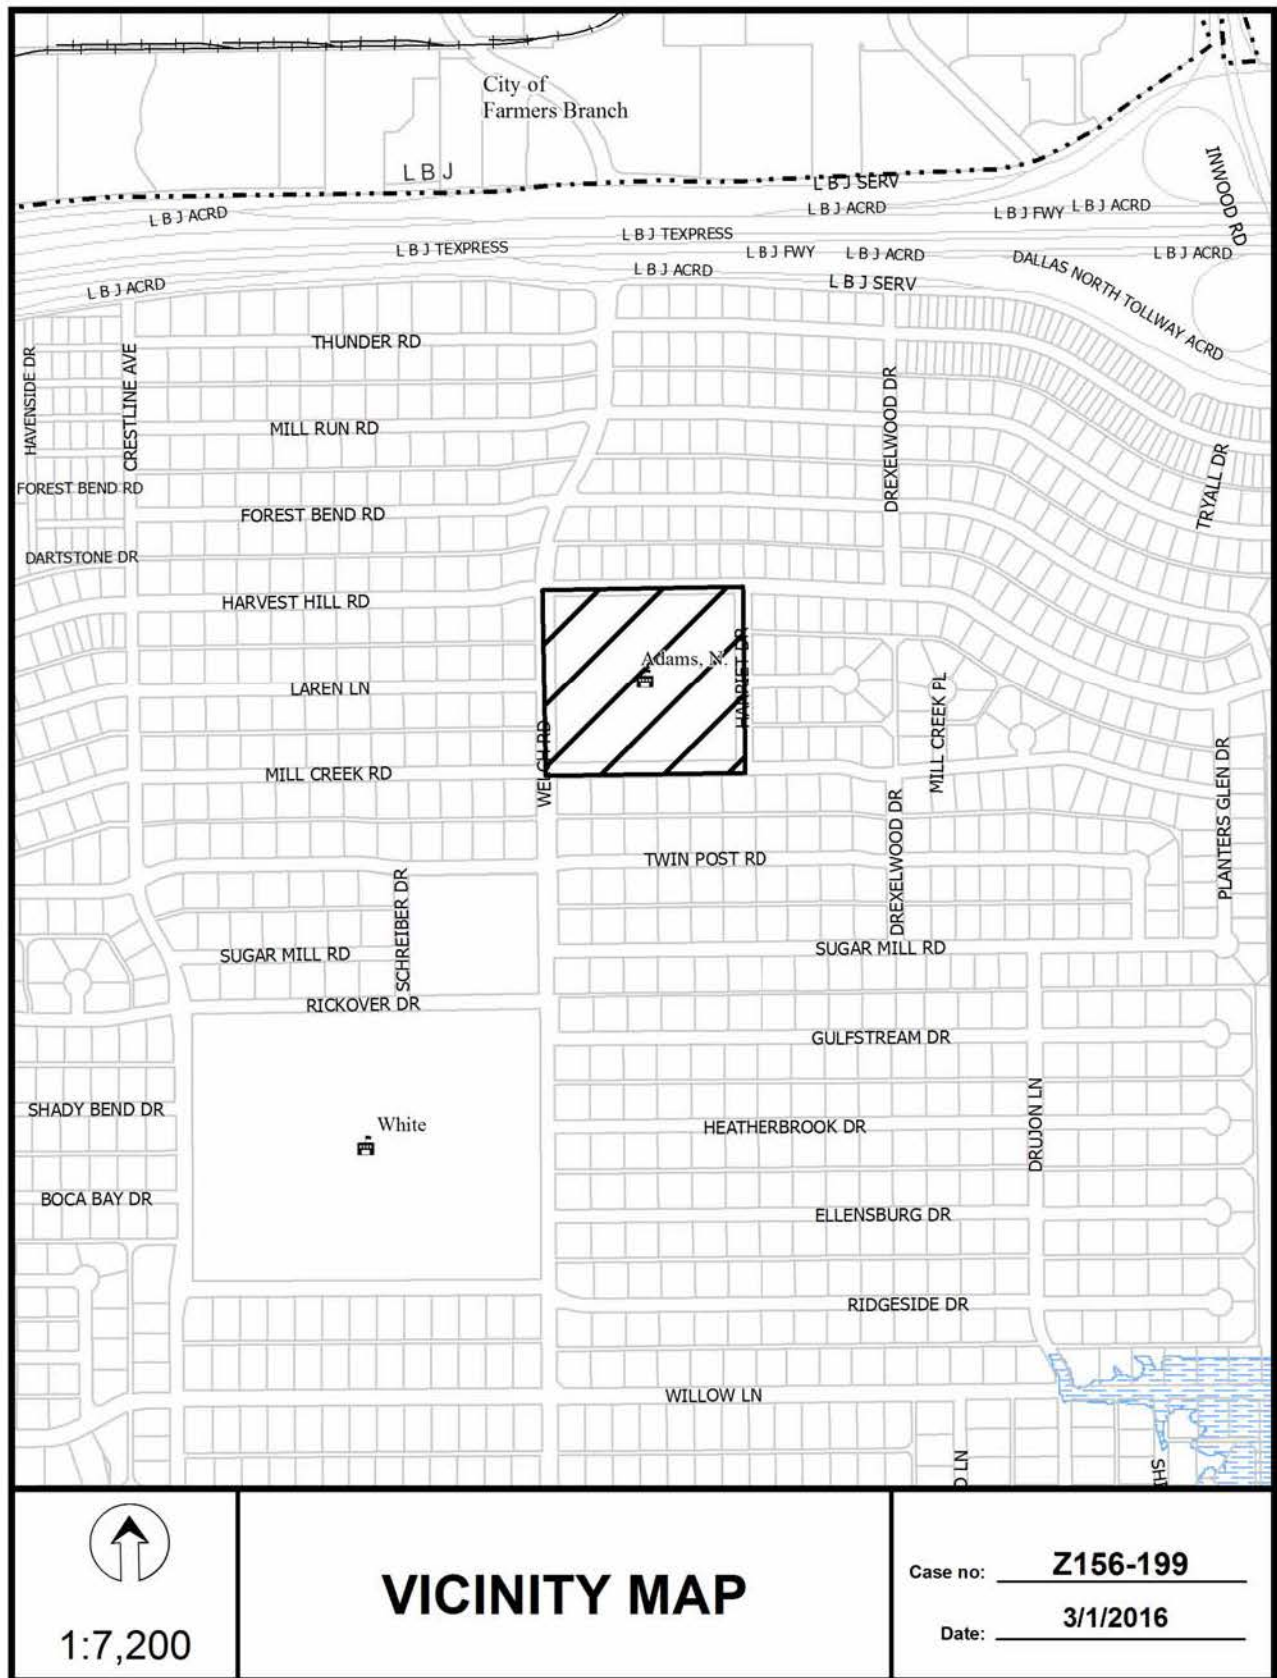 City of
Farmers Branch
L B J
L B J SERV
INWOOD RD
L B J ACRD
L B J ACRD
L B J FWY
L B J ACRD
L B J TEXPRESS
L B J TEXPRESS
L B J FWY
L B J ACRD
L B J ACRD
L B J ACRD
L B J ACRD
L B J SERV
DALLAS NORTH TOLLWAY ACRD
HAVENSIDE DR
CRESTLINE AVE
THUNDER RD
DREXELWOOD DR
MILL RUN RD
TRYALL DR
FOREST BEND RD
FOREST BEND RD
DARTSTONE DR
HARVEST HILL RD
Adams, N.
HARRIET DR
LAREN LN
MILL CREEK PL
WELCH RD
MILL CREEK RD
PLANTERS GLEN DR
DREXELWOOD DR
TWIN POST RD
SCHREIBER DR
SUGAR MILL RD
SUGAR MILL RD
RICKOVER DR
GULFSTREAM DR
DRUJON LN
SHADY BEND DR
White
HEATHERBROOK DR
BOCA BAY DR
ELLENSBURG DR
RIDGESIDE DR
WILLOW LN
LN
SHI
1:7,200
VICINITY MAP
Case no: Z156-199
Date: 3/1/2016